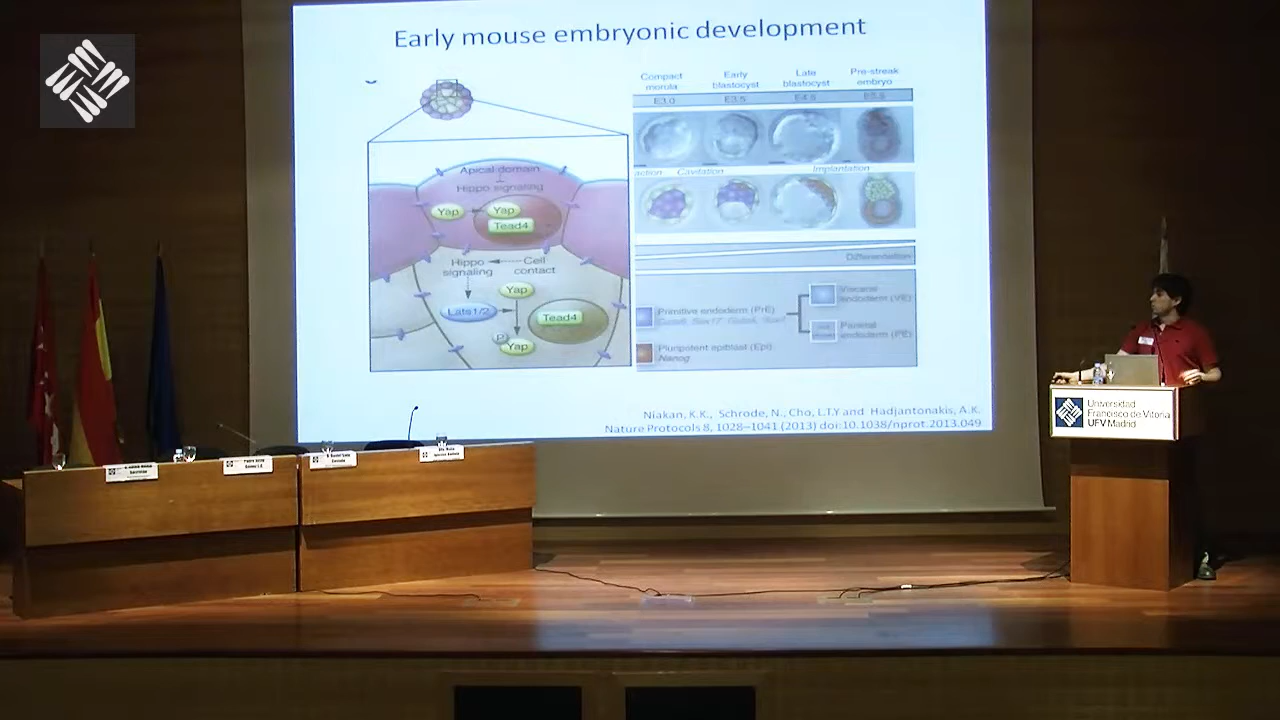 Early mouse embryonic development
Compact
morula
Early
blastocyst
Late
blastocyst
Pre-streak
embryo
E3.0
E3.5
E4.5
Apical domain
Hippo signaling
Yap
Yap
Tead4
Hippo
signaling
Cell
contact
Yap
Lats1/2
Tead4
P
Yap
action
Cavitation
Implantation
Primitive endoderm (PrE)
Pluripotent epiblast (Epi)
Nanog
Visceral
endoderm (VE)
Parietal
endoderm (PE)
Niakan, K.K., Schrode, N., Cho, L.T.Y and Hadjantonakis, A.K.
Nature Protocols 8, 1028–1041 (2013) doi:10.1038/nprot.2013.049
Universidad
Francisco de Vitoria
UFV Madrid